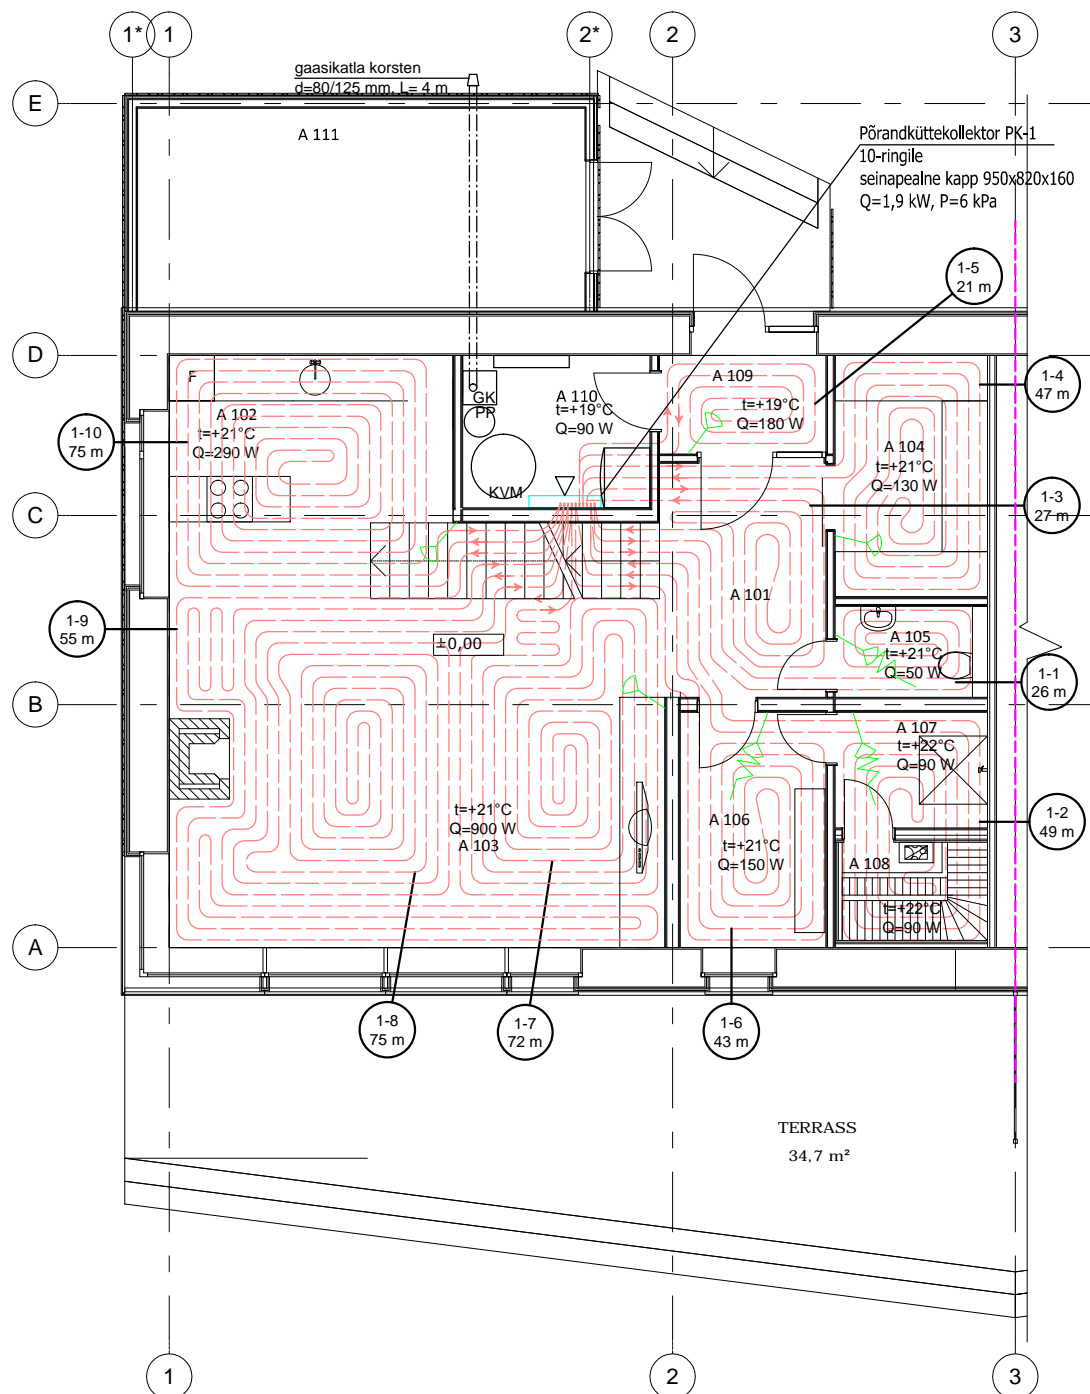 1*
1
2*
2
3
E
gaasikatla korsten
d=80/125 mm, L= 4 m
A 111
Põrandküttekollektor PK-1
10-ringile
seinapealne kapp 950x820x160
Q=1,9 kW, P=6 kPa
1-5
21 m
D
F
A 102
t=+21°C
Q=290 W
1-10
75 m
GK
PP
KVM
A 110
t=+19°C
Q=90 W
A 109
t=+19°C
Q=180 W
1-4
47 m
A 104
t=+21°C
Q=130 W
1-3
27 m
C
A 101
1-9
55 m
±0,00
A 105
t=+21°C
Q=50 W
1-1
26 m
B
A 107
t=+22°C
Q=90 W
t=+21°C
Q=900 W
A 103
A 106
t=+21°C
Q=150 W
1-2
49 m
A 108
t=+22°C
Q=90 W
A
1-8
75 m
1-7
72 m
1-6
43 m
TERRASS
34,7 m²
1
2
3